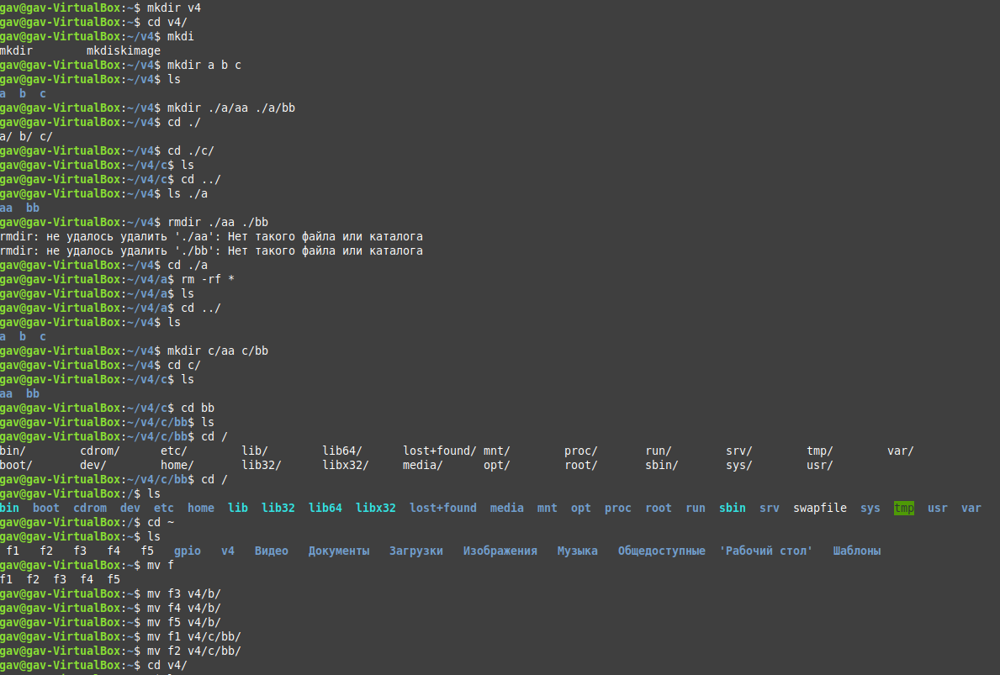 gav@gav-VirtualBox:~$ mkdir v4
gav@gav-VirtualBox:~$ cd v4/
gav@gav-VirtualBox:~/v4$ mkdi
mkdir        mkdiskimage
gav@gav-VirtualBox:~/v4$ mkdir a b c
gav@gav-VirtualBox:~/v4$ ls
a  b  c
gav@gav-VirtualBox:~/v4$ mkdir ./a/aa ./a/bb
gav@gav-VirtualBox:~/v4$ cd ./
a/ b/ c/
gav@gav-VirtualBox:~/v4$ cd ./c/
gav@gav-VirtualBox:~/v4/c$ ls
gav@gav-VirtualBox:~/v4/c$ cd ../
gav@gav-VirtualBox:~/v4$ ls ./a
aa  bb
gav@gav-VirtualBox:~/v4$ rmdir ./aa ./bb
rmdir: не удалось удалить './aa': Нет такого файла или каталога
rmdir: не удалось удалить './bb': Нет такого файла или каталога
gav@gav-VirtualBox:~/v4$ cd ./a
gav@gav-VirtualBox:~/v4/a$ rm -rf *
gav@gav-VirtualBox:~/v4/a$ ls
gav@gav-VirtualBox:~/v4/a$ cd ../
gav@gav-VirtualBox:~/v4$ ls
a  b  c
gav@gav-VirtualBox:~/v4$ mkdir c/aa c/bb
gav@gav-VirtualBox:~/v4$ cd c/
gav@gav-VirtualBox:~/v4/c$ ls
aa  bb
gav@gav-VirtualBox:~/v4/c$ cd bb
gav@gav-VirtualBox:~/v4/c/bb$ ls
gav@gav-VirtualBox:~/v4/c/bb$ cd /
bin/        cdrom/      etc/        lib/        lib64/      lost+found/ mnt/        proc/       run/        srv/        tmp/        var/
boot/       dev/        home/       lib32/      libx32/     media/      opt/        root/       sbin/       sys/        usr/
gav@gav-VirtualBox:~/v4/c/bb$ cd /
gav@gav-VirtualBox:/$ ls
bin  boot  cdrom  dev  etc  home  lib  lib32  lib64  libx32  lost+found  media  mnt  opt  proc  root  run  sbin  srv  swapfile  sys  tmp  usr  var
gav@gav-VirtualBox:/$ cd ~
gav@gav-VirtualBox:~$ ls
f1   f2   f3   f4   f5   gpio   v4   Видео   Документы   Загрузки   Изображения   Музыка   Общедоступные  'Рабочий стол'   Шаблоны
gav@gav-VirtualBox:~$ mv f
f1  f2  f3  f4  f5
gav@gav-VirtualBox:~$ mv f3 v4/b/
gav@gav-VirtualBox:~$ mv f4 v4/b/
gav@gav-VirtualBox:~$ mv f5 v4/b/
gav@gav-VirtualBox:~$ mv f1 v4/c/bb/
gav@gav-VirtualBox:~$ mv f2 v4/c/bb/
gav@gav-VirtualBox:~$ cd v4/